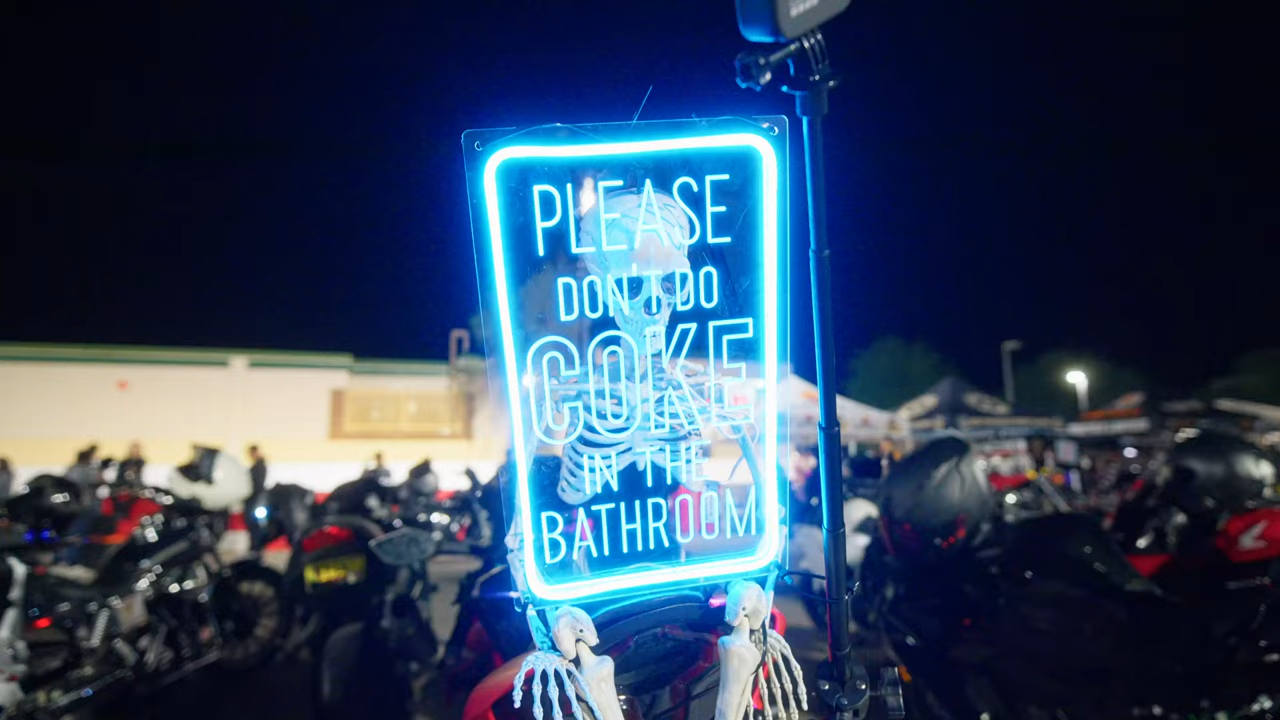 PLEASE
DON'T DO
COKE
IN THE
BATHROOM